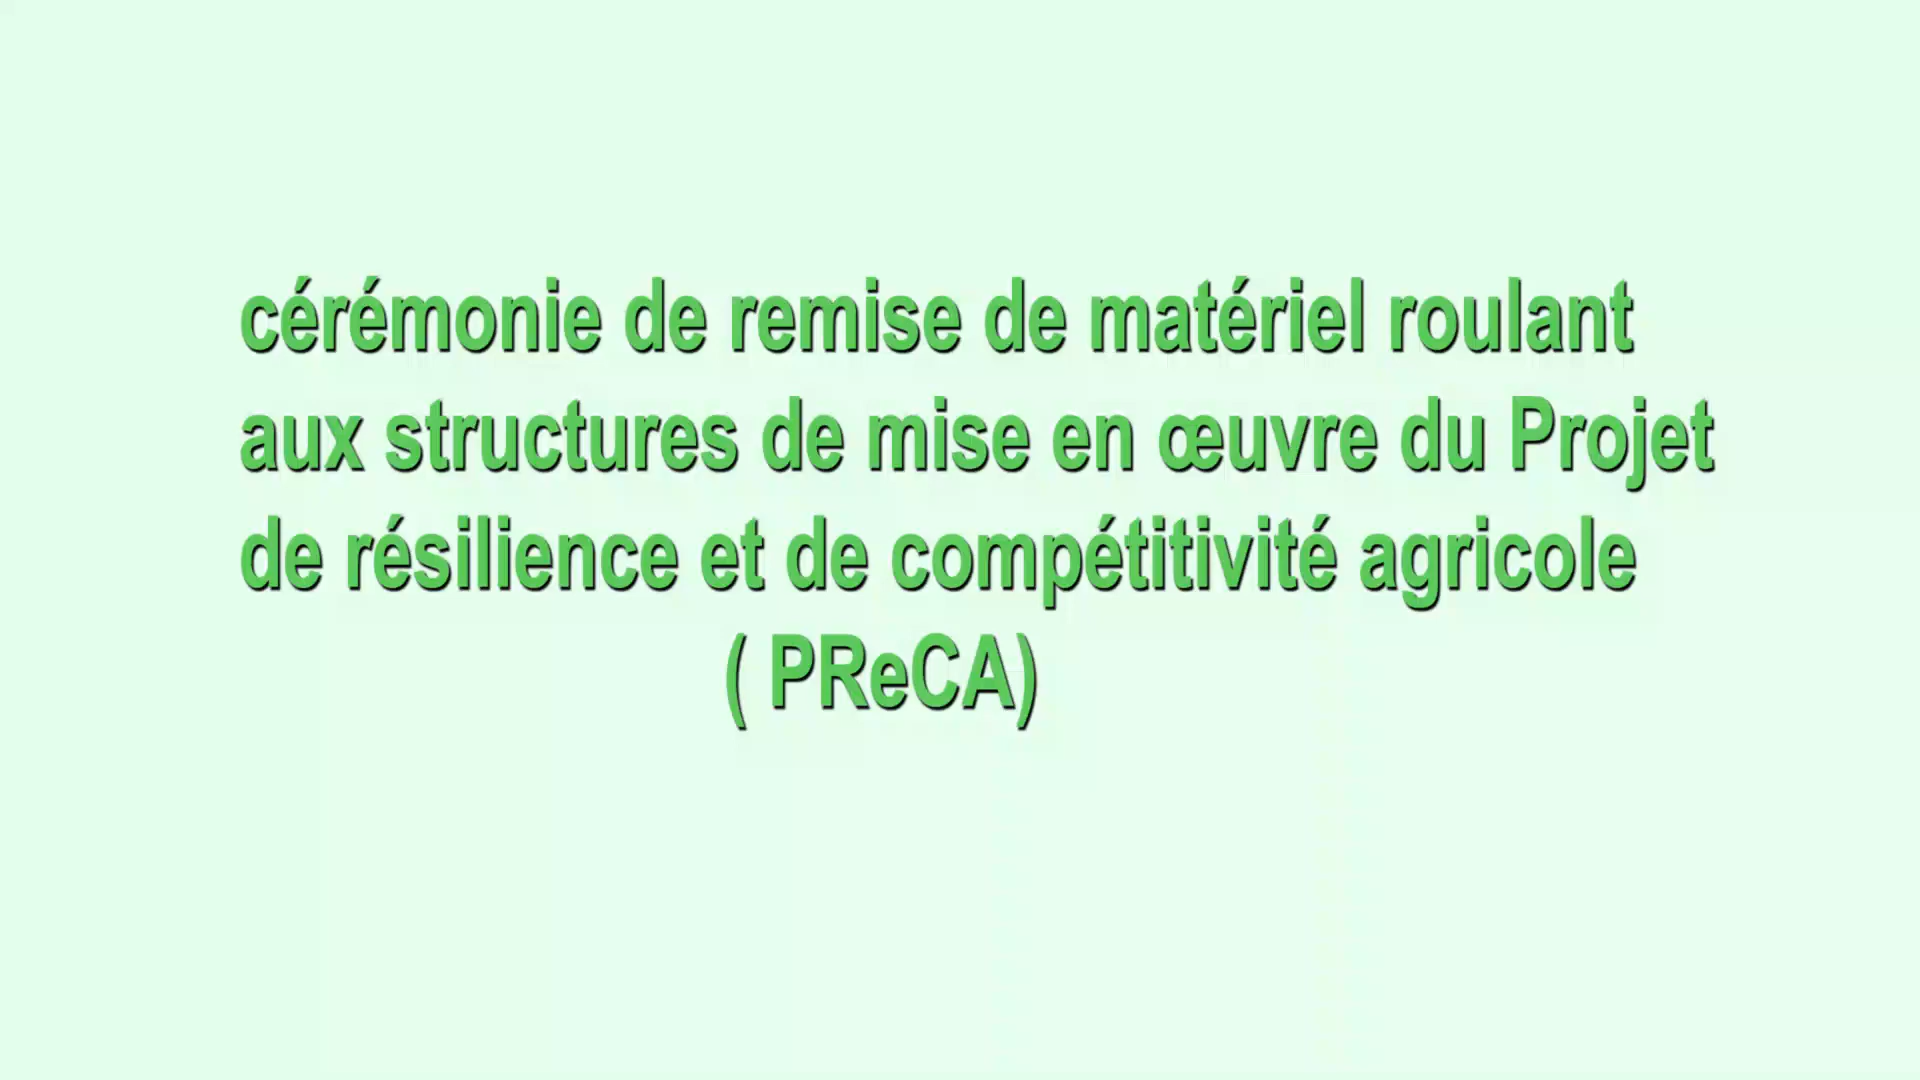 cérémonie de remise de matériel roulant
aux structures de mise en œuvre du Projet
de résilience et de compétitivité agricole
( PReCA)